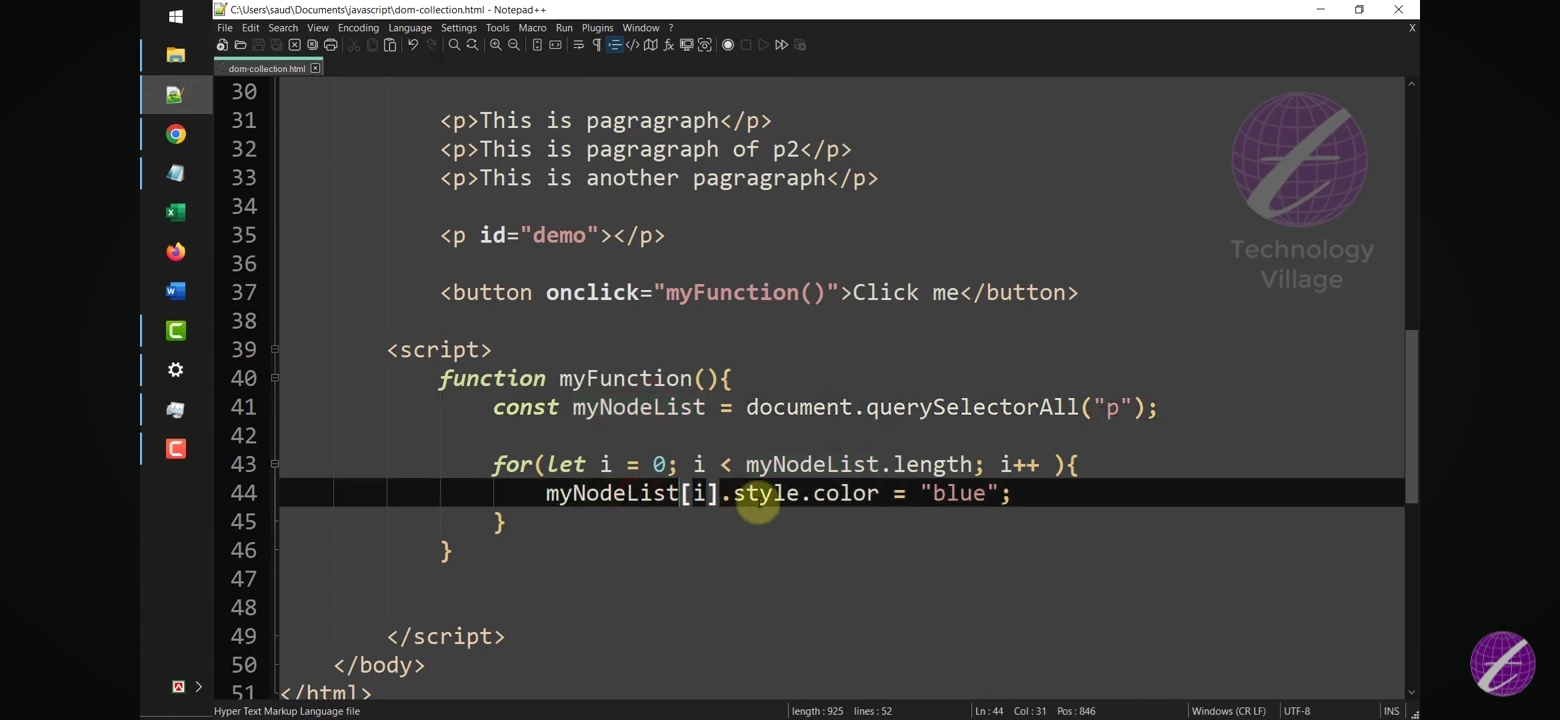 C:\Users\saud\Documents\javascript\dom-collection.html - Notepad++
File Edit Search View Encoding Language Settings Tools Macro Run Plugins Window ? X
dom-collection.html
30
31 <p>This is pagragraph</p>
32 <p>This is pagragraph of p2</p>
33 <p>This is another pagragraph</p>
34
35 <p id="demo"></p>
36
37 <button onclick="myFunction()">Click me</button>
38
39 <script>
40 function myFunction(){
41 const myNodeList = document.querySelectorAll("p");
42
43 for(let i = 0; i < myNodeList.length; i++ ){
44 myNodeList[i].style.color = "blue";
45 }
46 }
47
48
49 </script>
50 </body>
51 </html>
Technology
Village
Hyper Text Markup Language file length : 925 lines : 52 Ln : 44 Col : 31 Pos : 846 Windows (CR LF) UTF-8 INS